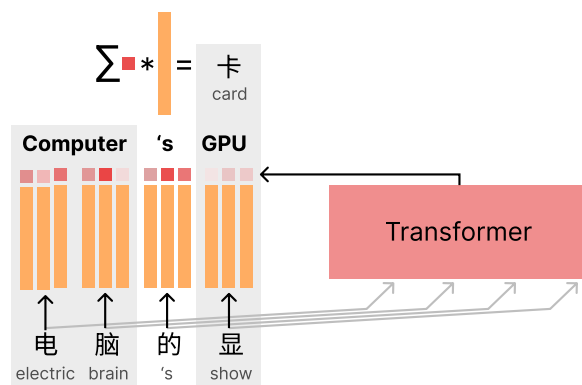 ∑ * = 卡
card
Computer ‘s GPU
Transformer
电 脑 的 显
electric brain ‘s show